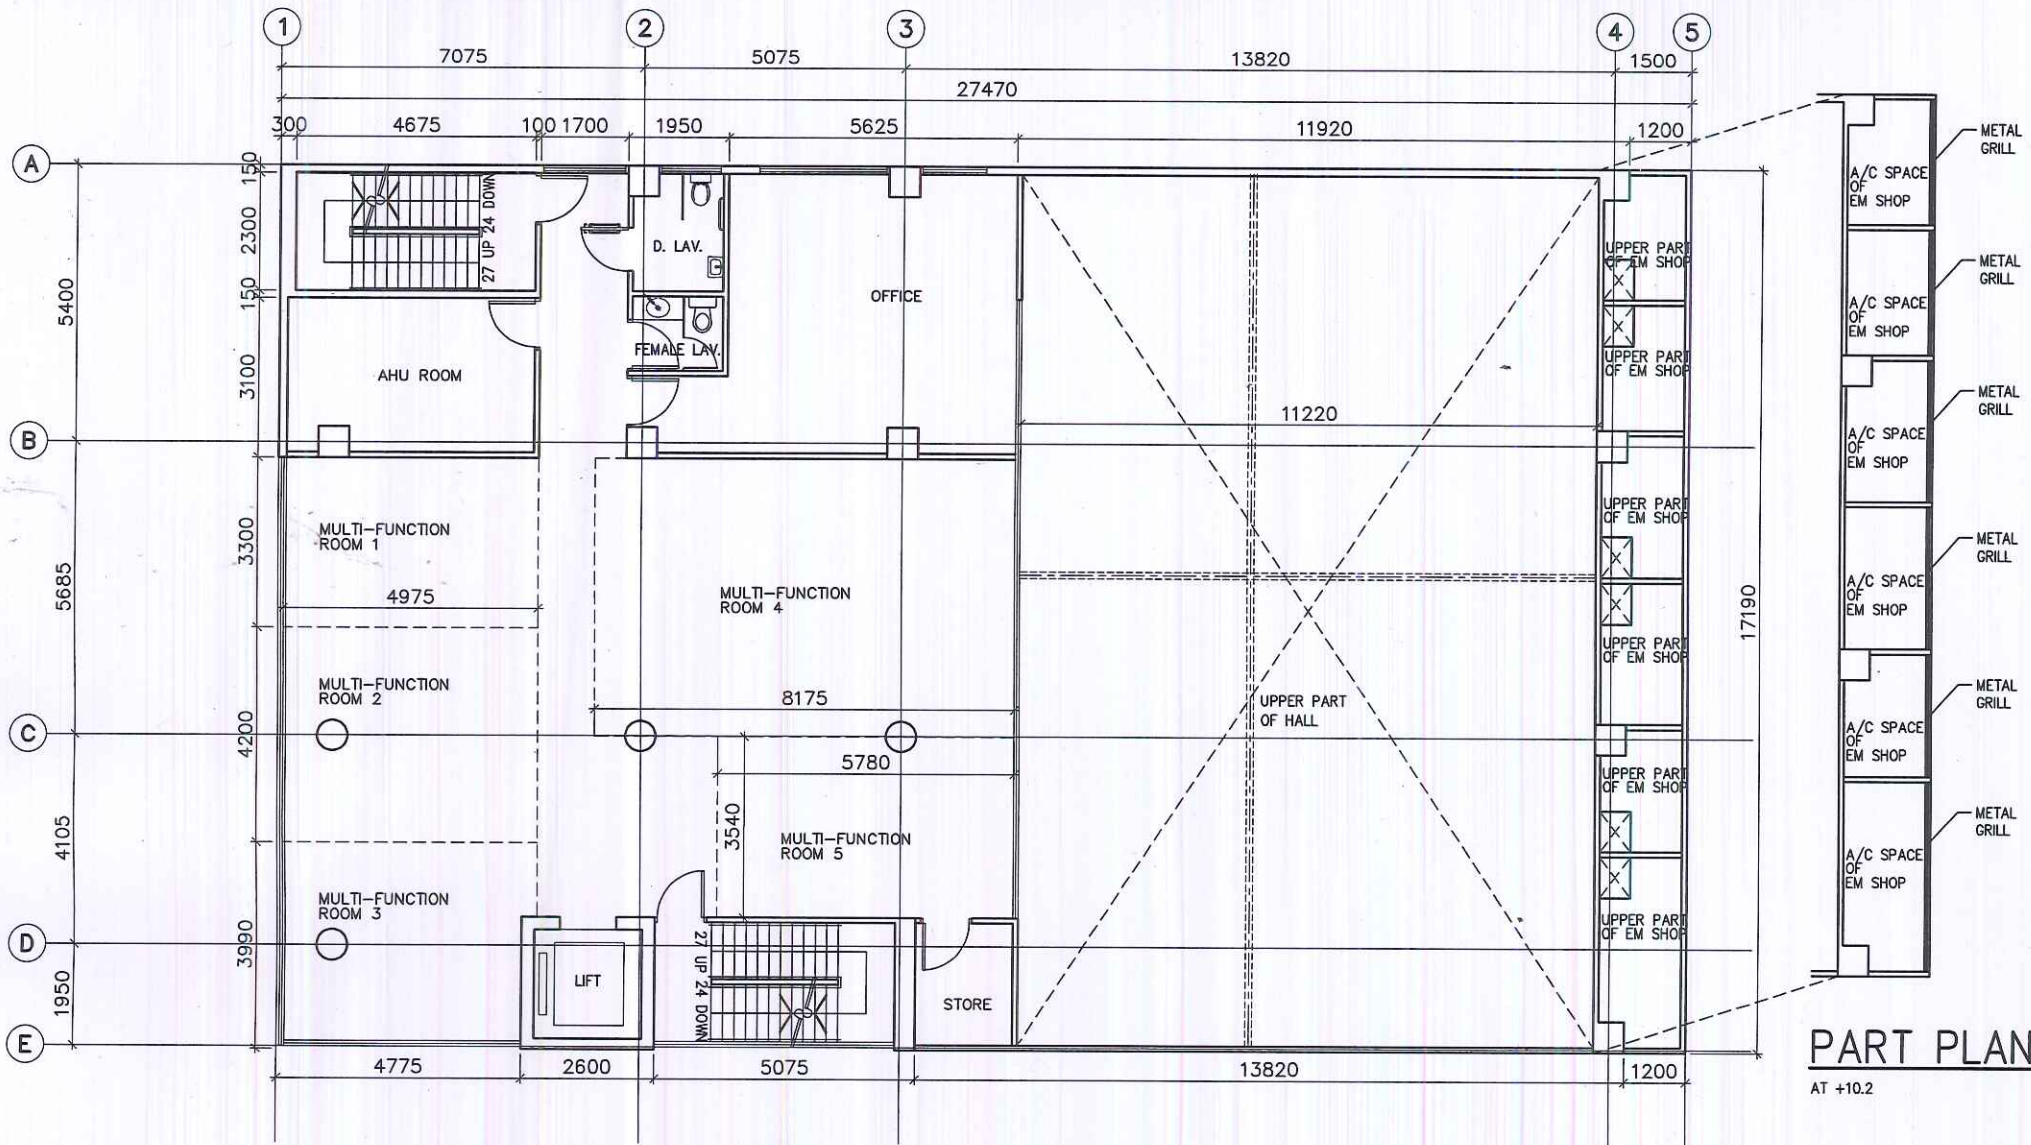 1
2
3
4
5
7075
5075
13820
1500
27470
300
4675
100
1700
1950
5625
11920
1200
A
B
C
D
E
5400
5685
4105
1950
150
2300
150
3100
3300
4200
3990
27 UP 24 DOWN
D. LAV.
FEMALE LAV.
OFFICE
AHU ROOM
11220
MULTI-FUNCTION
ROOM 1
4975
MULTI-FUNCTION
ROOM 2
MULTI-FUNCTION
ROOM 3
MULTI-FUNCTION
ROOM 4
8175
5780
3540
MULTI-FUNCTION
ROOM 5
UPPER PART
OF HALL
LIFT
27 UP 24 DOWN
STORE
UPPER PART
OF EM SHOP
UPPER PART
OF EM SHOP
UPPER PART
OF EM SHOP
UPPER PART
OF EM SHOP
UPPER PART
OF EM SHOP
UPPER PART
OF EM SHOP
17190
4775
2600
5075
13820
1200
A/C SPACE
OF
EM SHOP
METAL
GRILL
A/C SPACE
OF
EM SHOP
METAL
GRILL
A/C SPACE
OF
EM SHOP
METAL
GRILL
A/C SPACE
OF
EM SHOP
METAL
GRILL
A/C SPACE
OF
EM SHOP
METAL
GRILL
A/C SPACE
OF
EM SHOP
METAL
GRILL
PART PLAN
AT +10.2